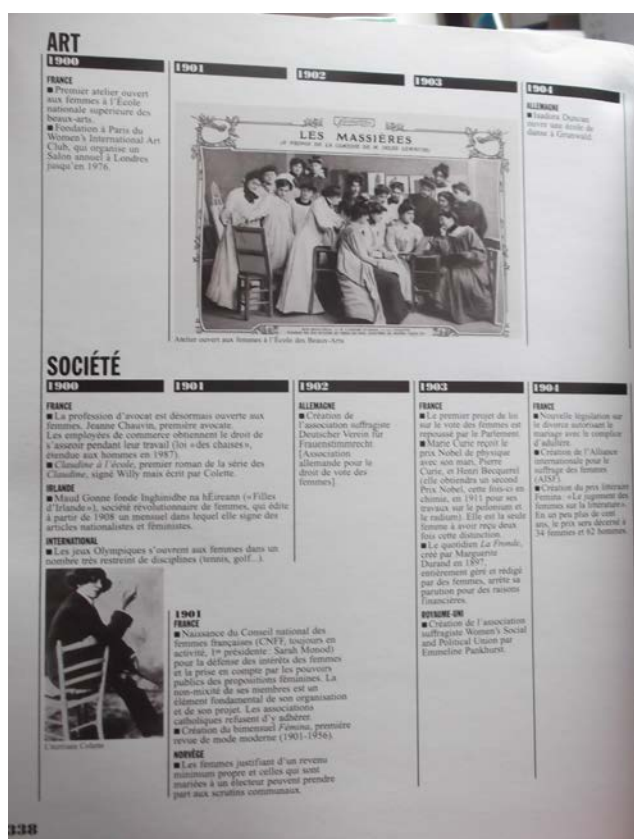 ART
1900
FRANCE
■ Premier atelier ouvert
aux femmes à l'École
nationale supérieure des
beaux-arts.
■ Fondation à Paris du
Women's International Art
Club, qui organise un
Salon annuel à Londres
jusqu'en 1976.
1901
1902
1903
LES MASSIÈRES
(À PROPOS DE LA COMÉDIE DE M. JULES LEMAITRE)
Atelier ouvert aux femmes à l'École des Beaux-Arts.
1904
ALLEMAGNE
■ Isadora Duncan
ouvre une école de
danse à Grunwald.
SOCIÉTÉ
1900
1901
FRANCE
■ La profession d'avocat est désormais ouverte aux
femmes. Jeanne Chauvin, première avocate.
Les employées de commerce obtiennent le droit de
s'asseoir pendant leur travail (loi « des chaises »,
étendue aux hommes en 1987).
■ Claudine à l'école, premier roman de la série des
Claudine, signé Willy mais écrit par Colette.
IRLANDE
■ Maud Gonne fonde Inghinidhe na hÉireann (« Filles
d'Irlande »), société révolutionnaire de femmes, qui édite
à partir de 1908 un mensuel dans lequel elle signe des
articles nationalistes et féministes.
INTERNATIONAL
■ Les jeux Olympiques s'ouvrent aux femmes dans un
nombre très restreint de disciplines (tennis, golf...).
Colette
1901
FRANCE
■ Naissance du Conseil national des
femmes françaises (CNFF, toujours en
activité, 1re présidente : Sarah Monod)
pour la défense des intérêts des femmes
et la prise en compte par les pouvoirs
publics des propositions féminines. La
non-mixité de ses membres est un
élément fondamental de son organisation
et de son projet. Les associations
catholiques refusent d'y adhérer.
■ Création du bimensuel Fémina, première
revue de mode moderne (1901-1956).
NORVÈGE
■ Les femmes justifiant d'un revenu
minimum propre et celles qui sont
mariées à un électeur peuvent prendre
part aux scrutins communaux.
1902
ALLEMAGNE
■ Création de
l'association suffragiste
Deutscher Verein für
Frauenstimmrecht
[Association
allemande pour le
droit de vote des
femmes].
1903
FRANCE
■ Le premier projet de loi
sur le vote des femmes est
repoussé par le Parlement.
■ Marie Curie reçoit le
prix Nobel de physique
avec son mari, Pierre
Curie, et Henri Becquerel
(elle obtiendra un second
Prix Nobel, cette fois-ci en
chimie, en 1911 pour ses
travaux sur le polonium et
le radium). Elle est la seule
femme à avoir reçu deux
fois cette distinction.
■ Le quotidien La Fronde,
créé par Marguerite
Durand en 1897,
entièrement géré et rédigé
par des femmes, arrête sa
parution pour des raisons
financières.
ROYAUME-UNI
■ Création de l'association
suffragiste Women's Social
and Political Union par
Emmeline Pankhurst.
1904
FRANCE
■ Nouvelle législation sur
le divorce autorisant le
mariage avec le complice
d'adultère.
■ Création de l'Alliance
internationale pour le
suffrage des femmes
(AISF).
■ Création du prix littéraire
Femina. « Le jugement des
femmes sur la littérature ».
En un peu plus de cent
ans, le prix sera décerné à
34 femmes et 62 hommes.
338